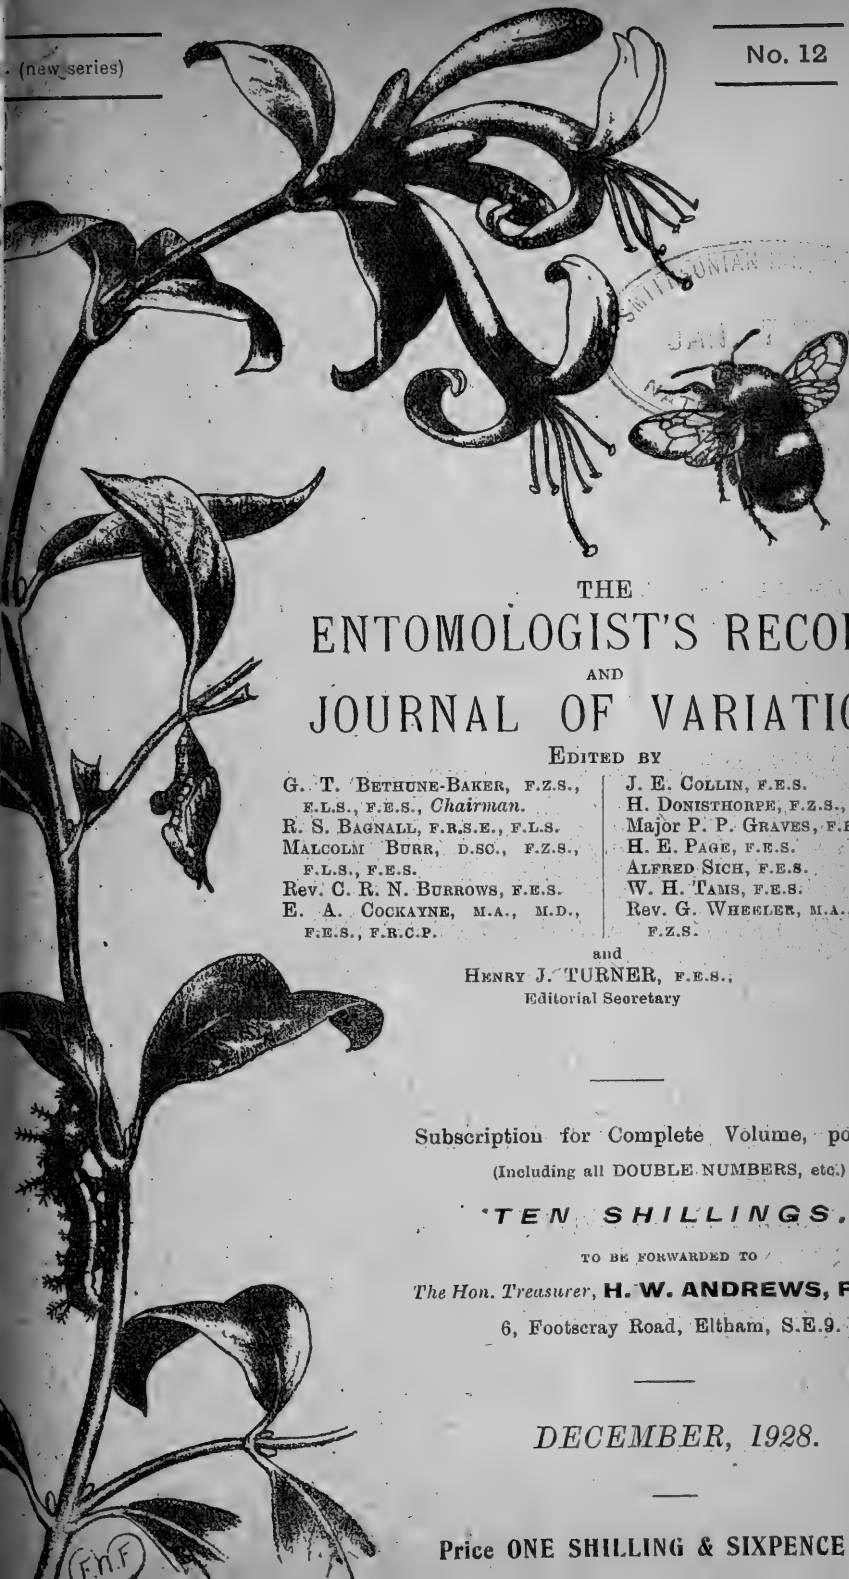 (new series)
No. 12
SMITHSONIAN
JAN
THE
ENTOMOLOGIST'S RECO
AND
JOURNAL OF VARIATI
EDITED BY
G. T. BETHUNE-BAKER, F.Z.S.,
F.L.S., F.E.S., Chairman.
R. S. BAGNALL, F.R.S.E., F.L.S.
MALCOLM BURR, D.SC., F.Z.S.,
F.L.S., F.E.S.
Rev. C. R. N. BURROWS, F.E.S.
E. A. COCKAYNE, M.A., M.D.,
F.E.S., F.R.C.P.
J. E. COLLIN, F.E.S.
H. DONISTHORPE, F.Z.S.,
Major P. P. GRAVES, F.E
H. E. PAGE, F.E.S.
ALFRED SICH, F.E.S.
W. H. TAMS, F.E.S.
Rev. G. WHEELER, M.A.
F.Z.S.
and
HENRY J. TURNER, F.E.S.,
Editorial Secretary
Subscription for Complete Volume, po
(Including all DOUBLE NUMBERS, etc.)
TEN SHILLINGS.
TO BE FORWARDED TO
The Hon. Treasurer, H. W. ANDREWS, F
6, Footscray Road, Eltham, S.E.9.
DECEMBER, 1928.
Price ONE SHILLING & SIXPENCE
F.N.F